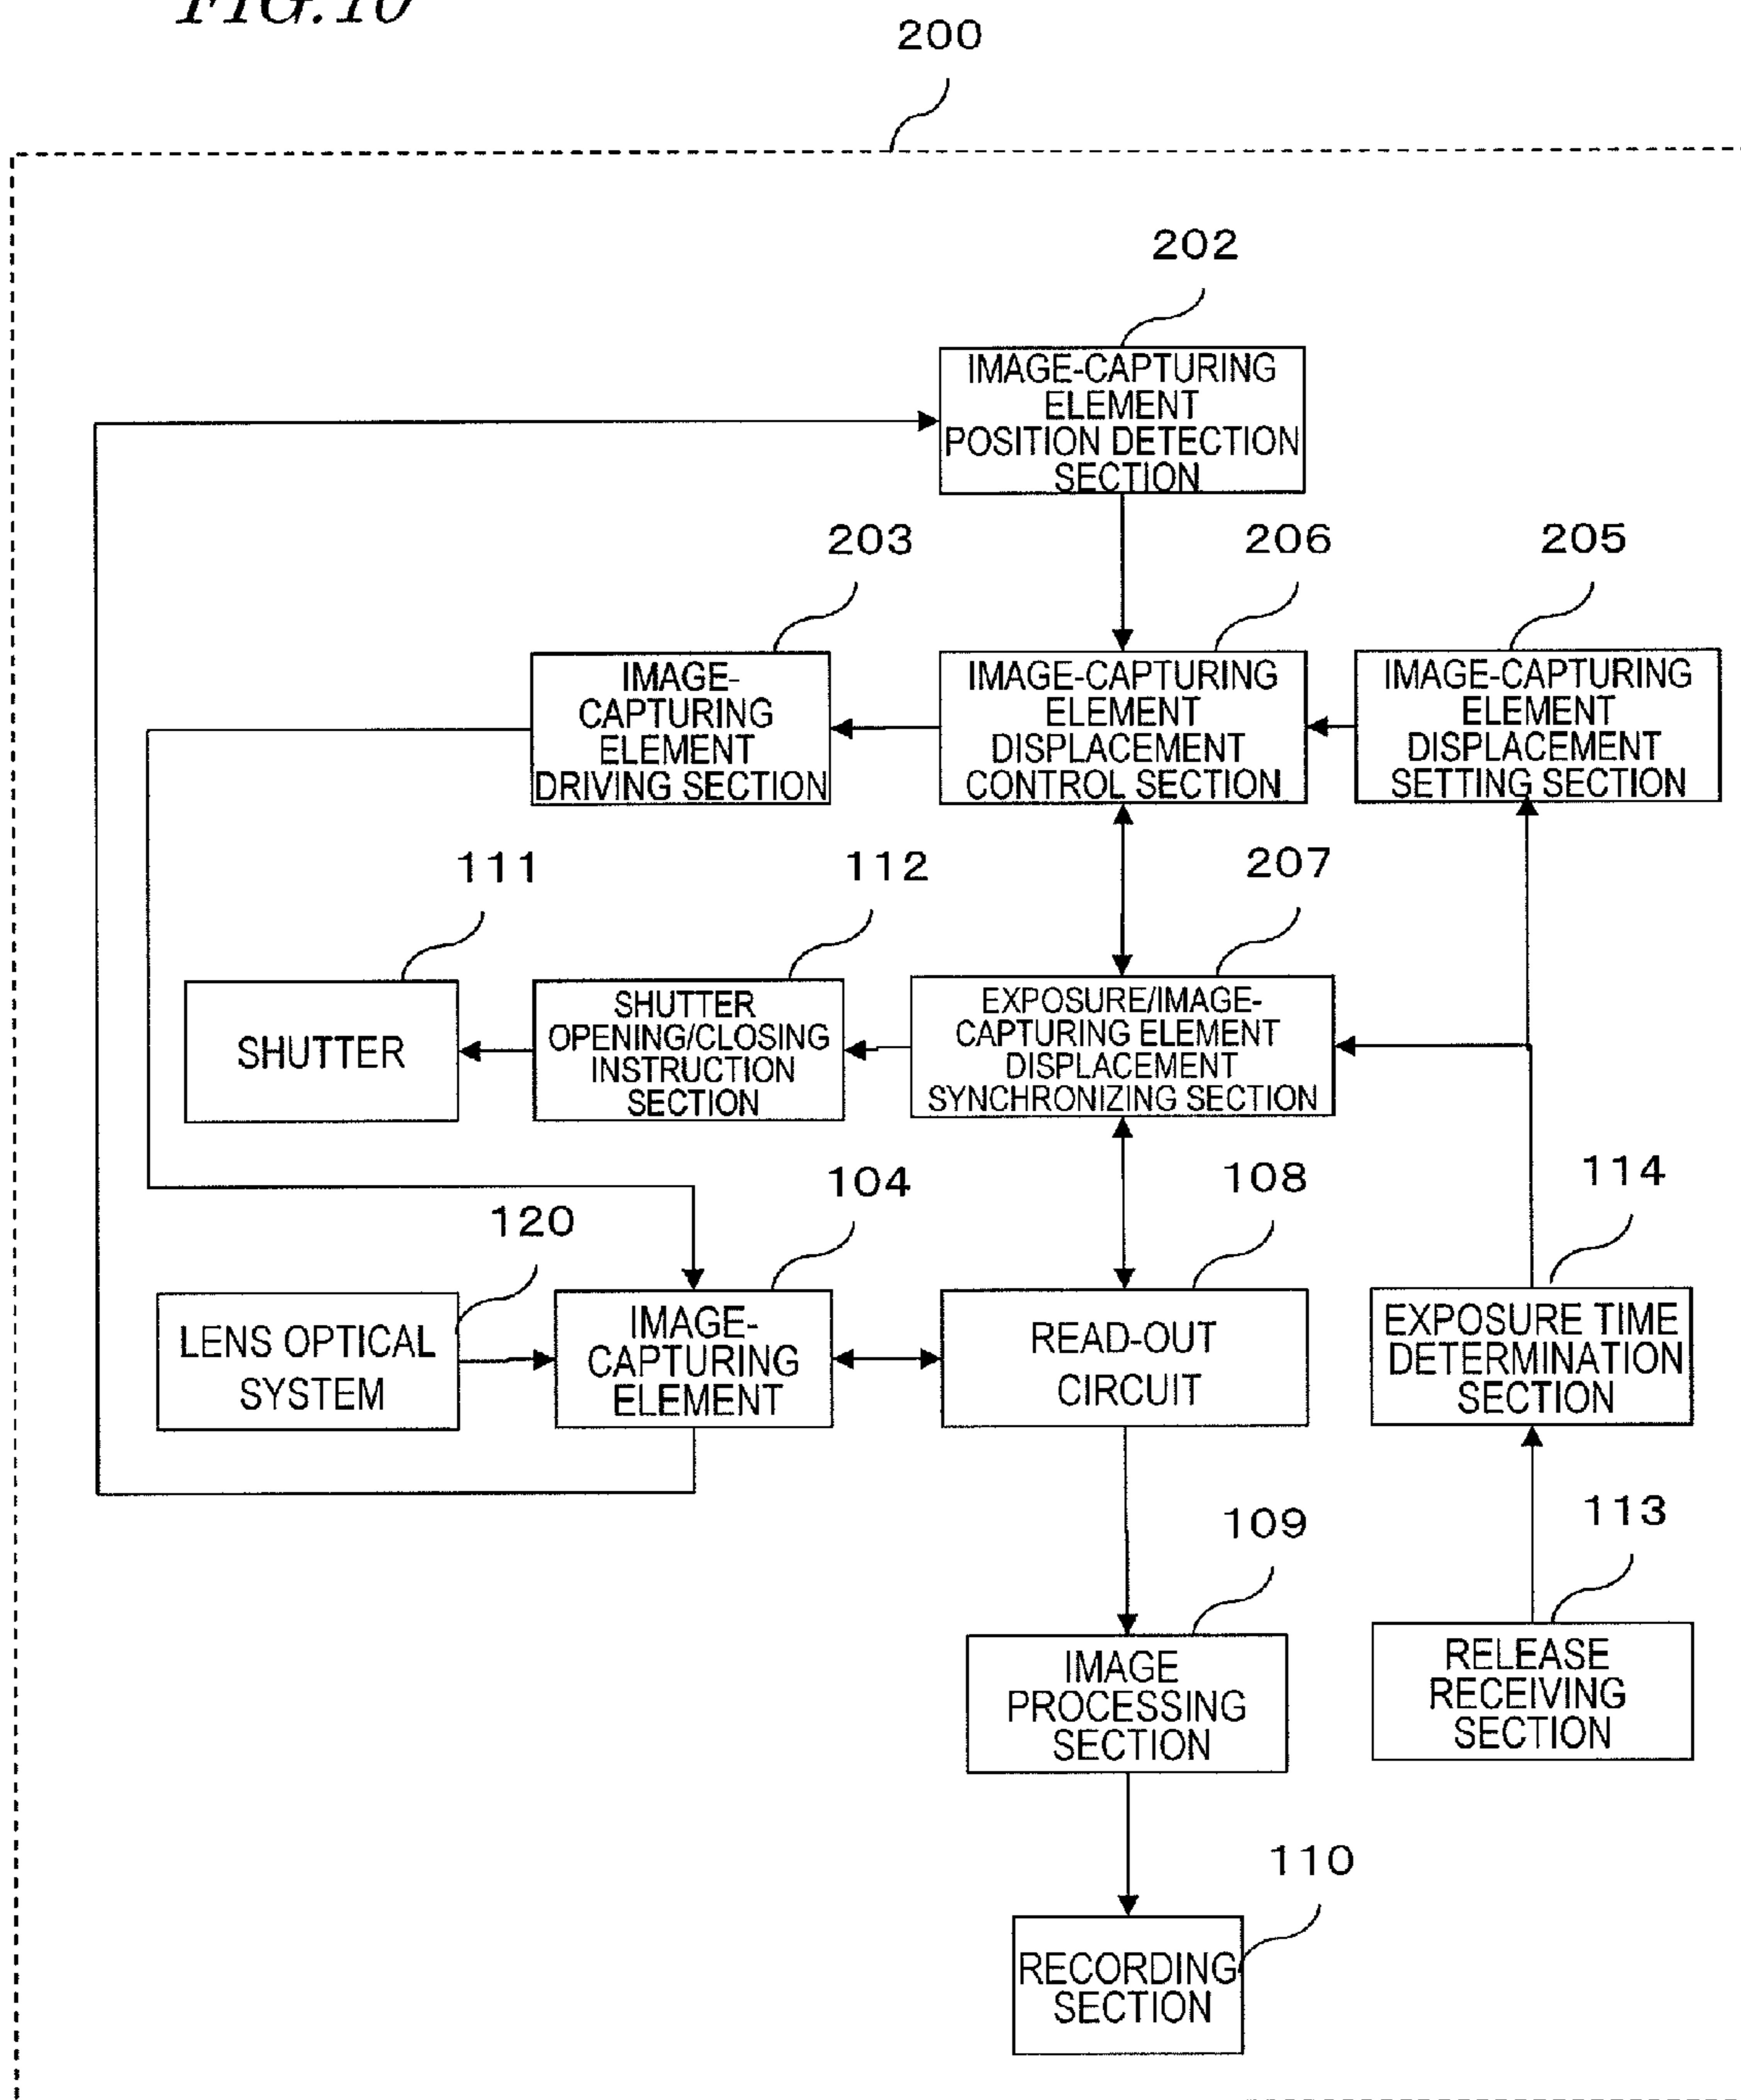 FIG. 10
200
202
IMAGE-CAPTURING
ELEMENT
POSITION DETECTION
SECTION
203
206
205
IMAGE-
CAPTURING
ELEMENT
DRIVING SECTION
IMAGE-CAPTURING
ELEMENT
DISPLACEMENT
CONTROL SECTION
IMAGE-CAPTURING
ELEMENT
DISPLACEMENT
SETTING SECTION
111
112
207
SHUTTER
SHUTTER
OPENING/CLOSING
INSTRUCTION
SECTION
EXPOSURE/IMAGE-
CAPTURING ELEMENT
DISPLACEMENT
SYNCHRONIZING SECTION
120
104
108
114
LENS OPTICAL
SYSTEM
IMAGE-
CAPTURING
ELEMENT
READ-OUT
CIRCUIT
EXPOSURE TIME
DETERMINATION
SECTION
109
113
IMAGE
PROCESSING
SECTION
RELEASE
RECEIVING
SECTION
110
RECORDING
SECTION